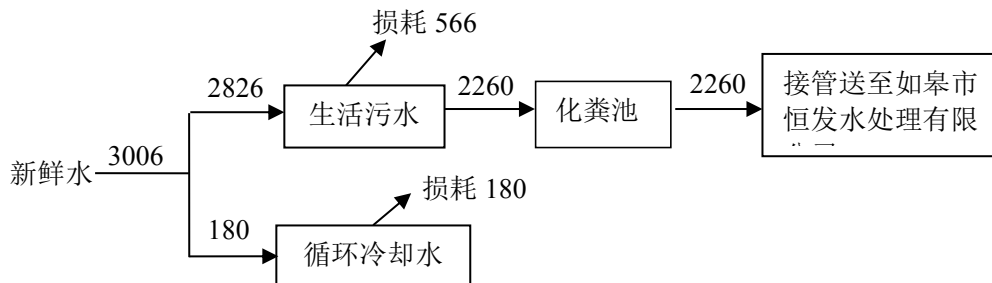 损耗 566
2826
生活污水
2260
化粪池
2260
接管送至如皋市
恒发水处理有限
新鲜水
3006
损耗 180
180
循环冷却水